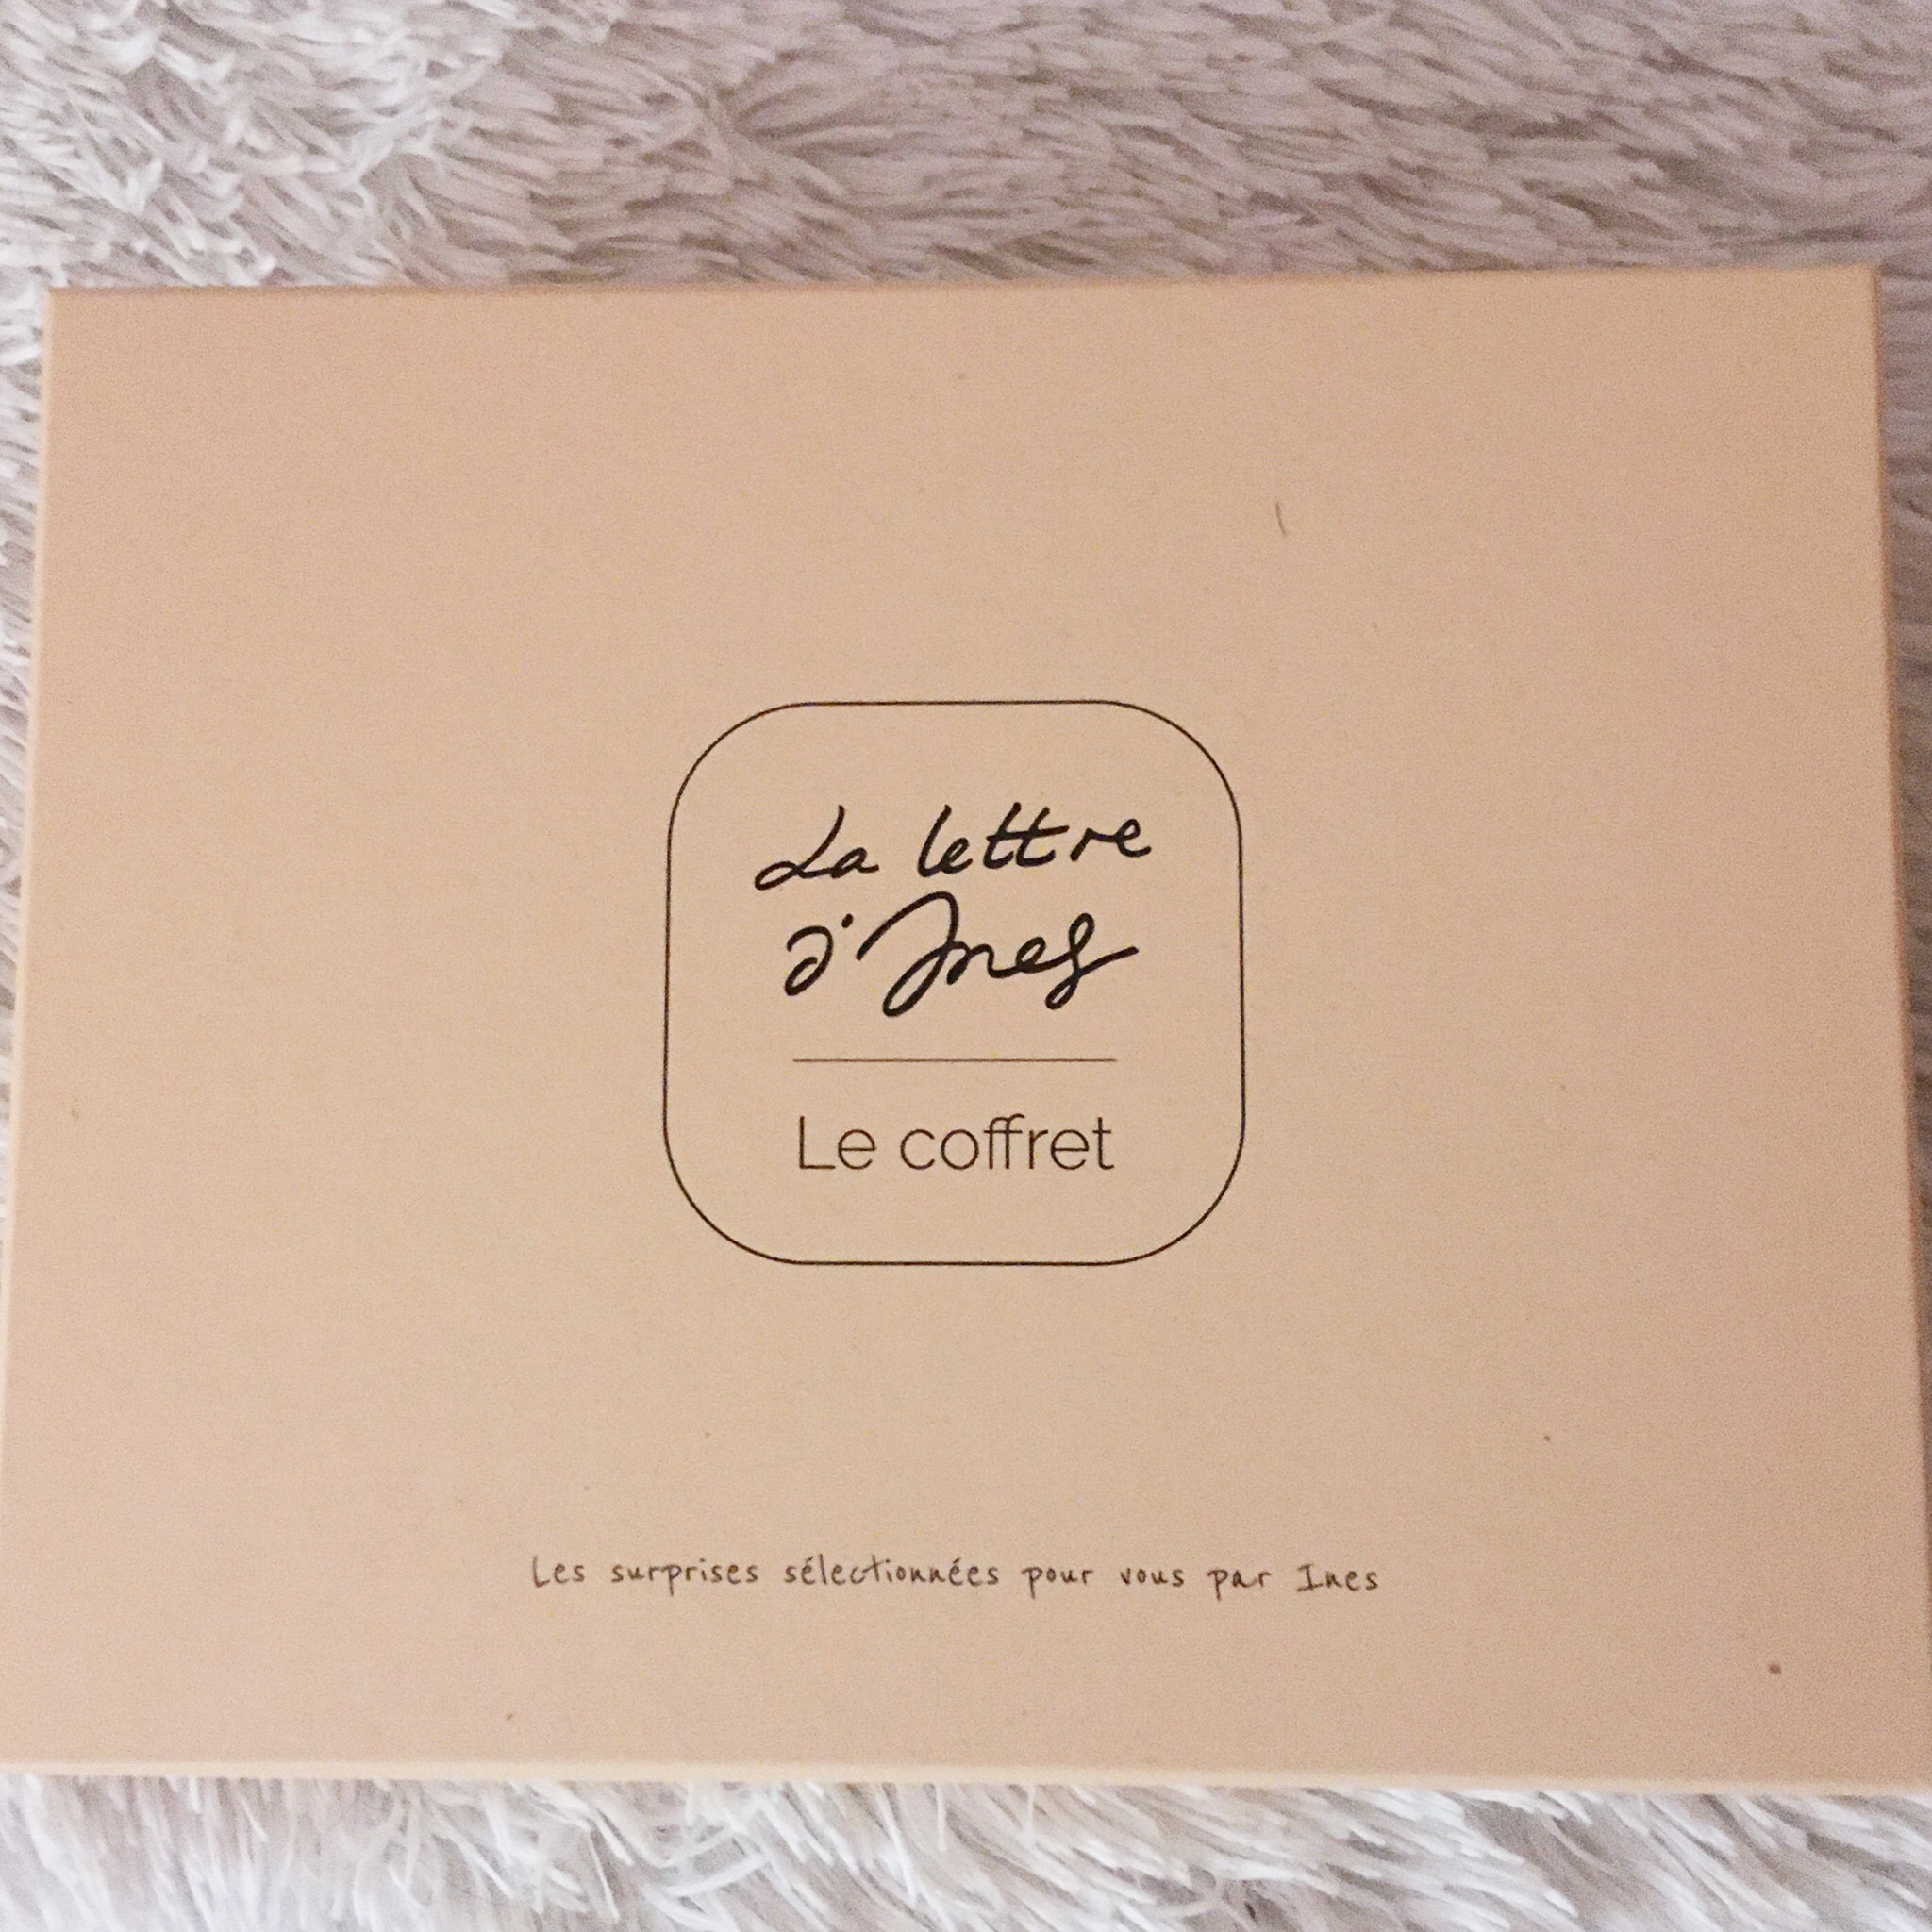 La lettre
d'Ines
Le coffret
Les surprises sélectionnées pour vous par Ines